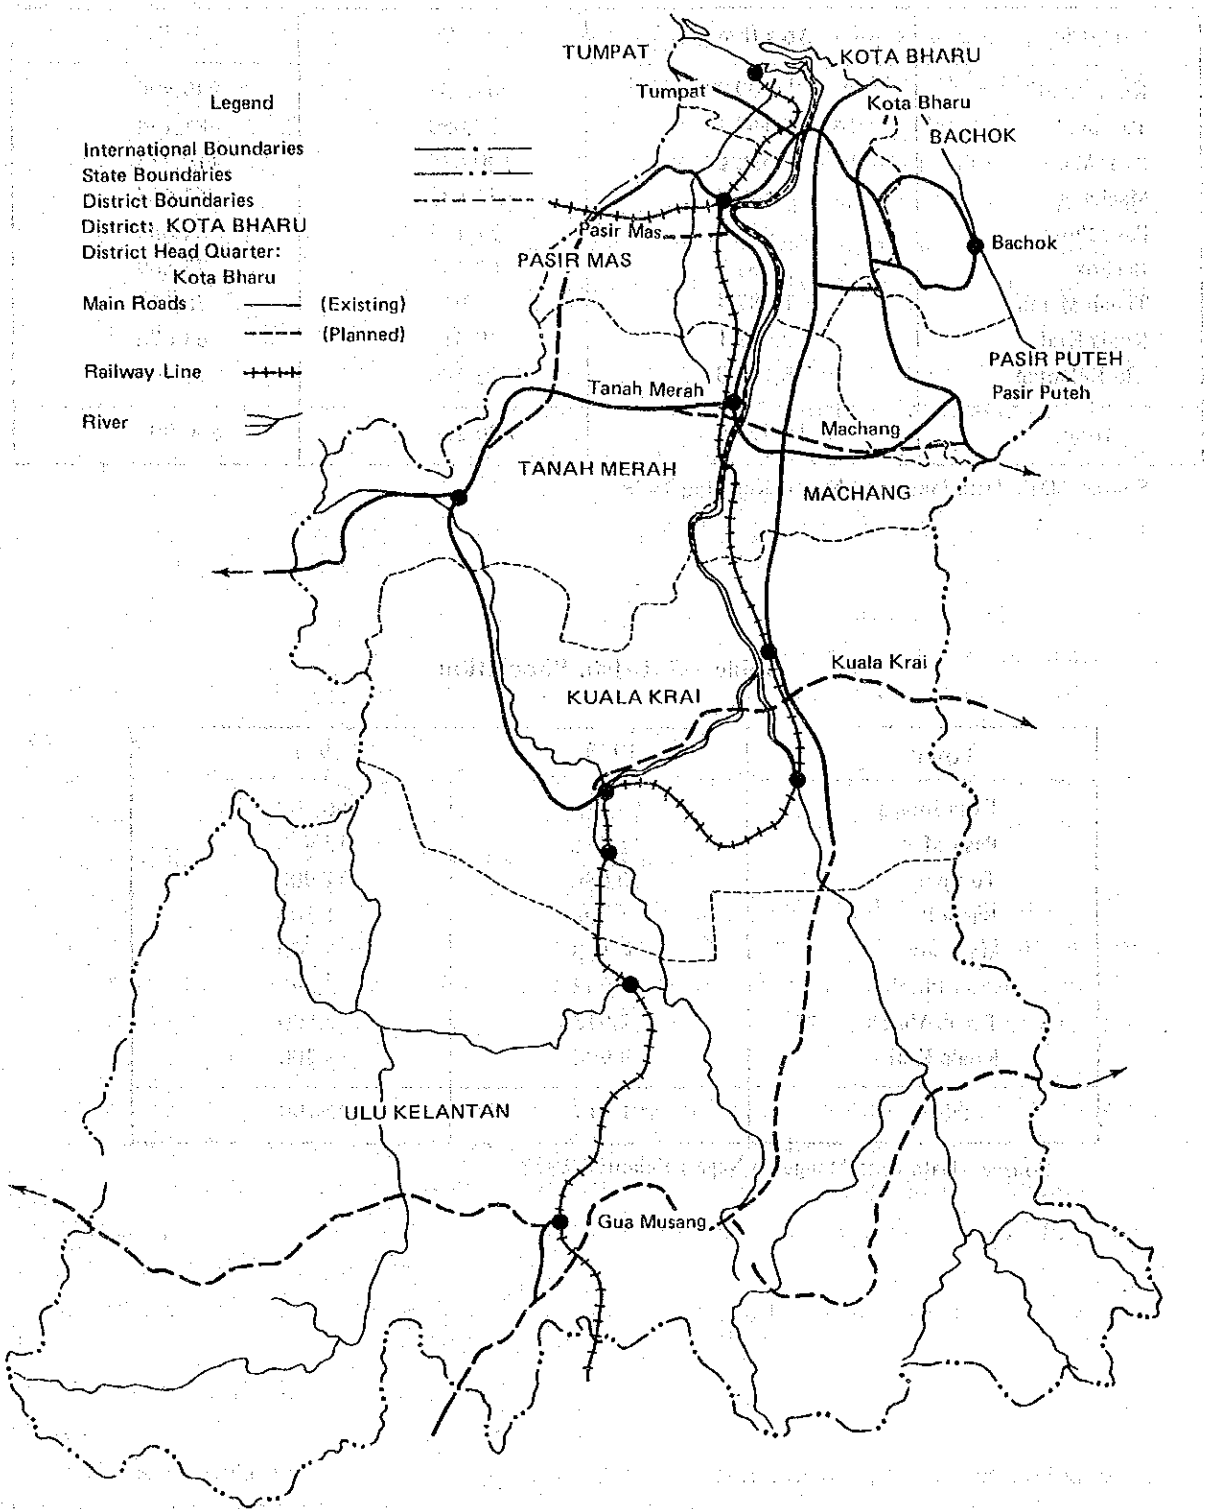 TUMPAT
KOTA BHARU
Tumpat
Kota Bharu
BACHOK
Legend
International Boundaries
State Boundaries
District Boundaries
District: KOTA BHARU
District Head Quarter:
Kota Bharu
Main Roads (Existing)
(Planned)
Railway Line
River
Pasir Mas
PASIR MAS
Bachok
PASIR PUTEH
Pasir Puteh
Tanah Merah
Machang
TANAH MERAH
MACHANG
Kuala Krai
KUALA KRAI
ULU KELANTAN
Gua Musang